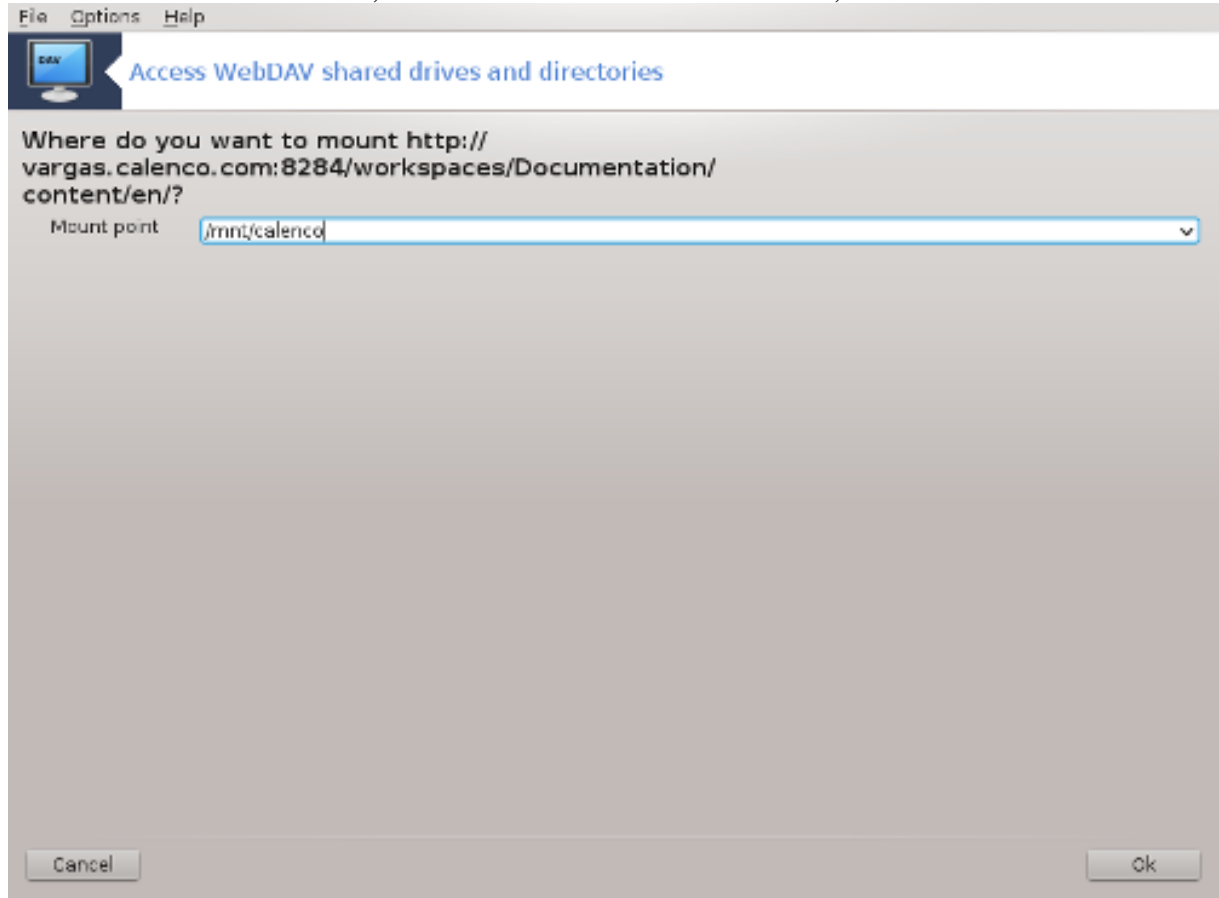 File Options Help
DAV
Access WebDAV shared drives and directories
Where do you want to mount http://
vargas.calenco.com:8284/workspaces/Documentation/
content/en/?
Mount point /mnt/calenco
Cancel Ok